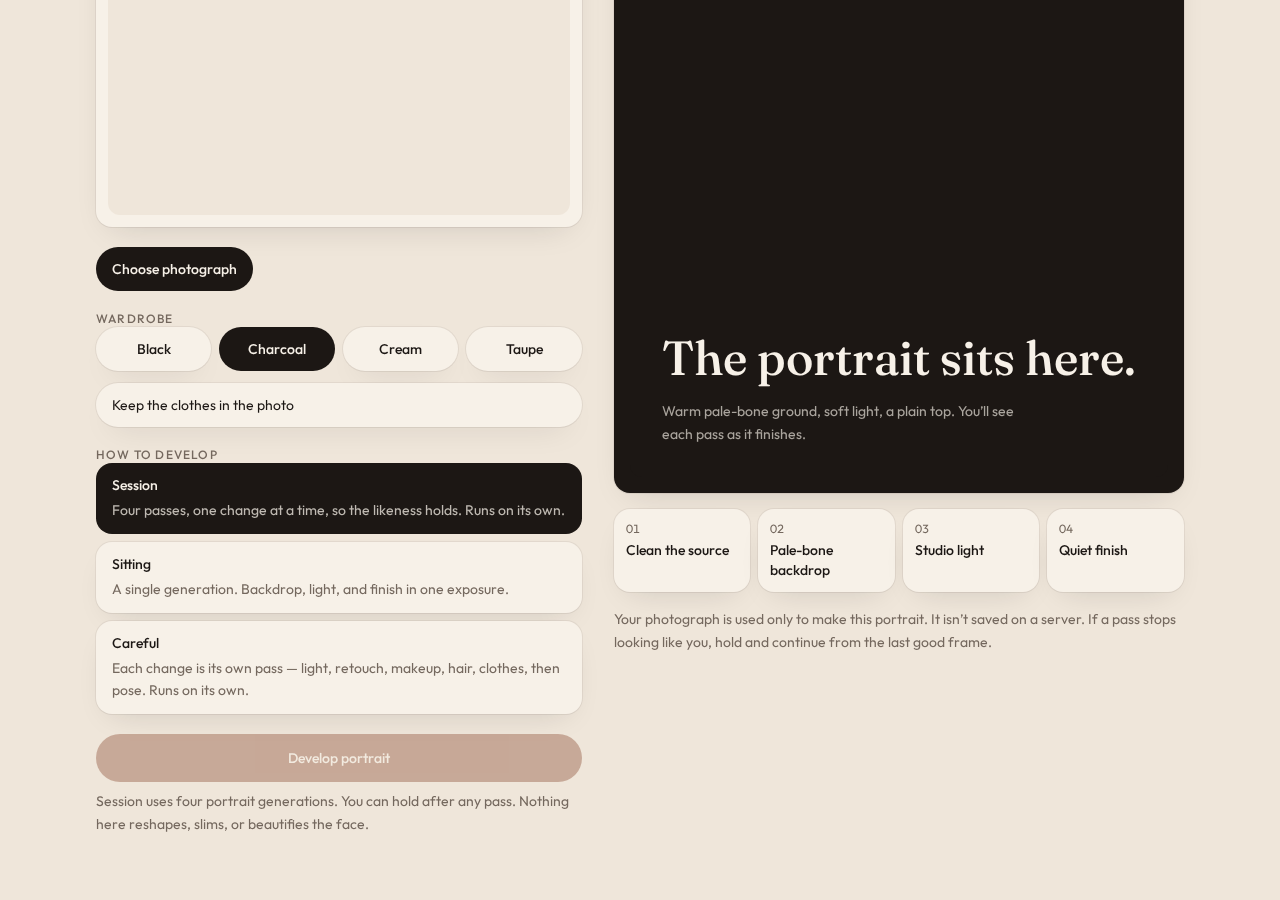 Choose photograph
WARDROBE
Black
Charcoal
Cream
Taupe
Keep the clothes in the photo
HOW TO DEVELOP
Session
Four passes, one change at a time, so the likeness holds. Runs on its own.
Sitting
A single generation. Backdrop, light, and finish in one exposure.
Careful
Each change is its own pass — light, retouch, makeup, hair, clothes, then
pose. Runs on its own.
Develop portrait
Session uses four portrait generations. You can hold after any pass. Nothing
here reshapes, slims, or beautifies the face.
The portrait sits here.
Warm pale-bone ground, soft light, a plain top. You’ll see
each pass as it finishes.
01
Clean the source
02
Pale-bone
backdrop
03
Studio light
04
Quiet finish
Your photograph is used only to make this portrait. It isn’t saved on a server. If a pass stops
looking like you, hold and continue from the last good frame.